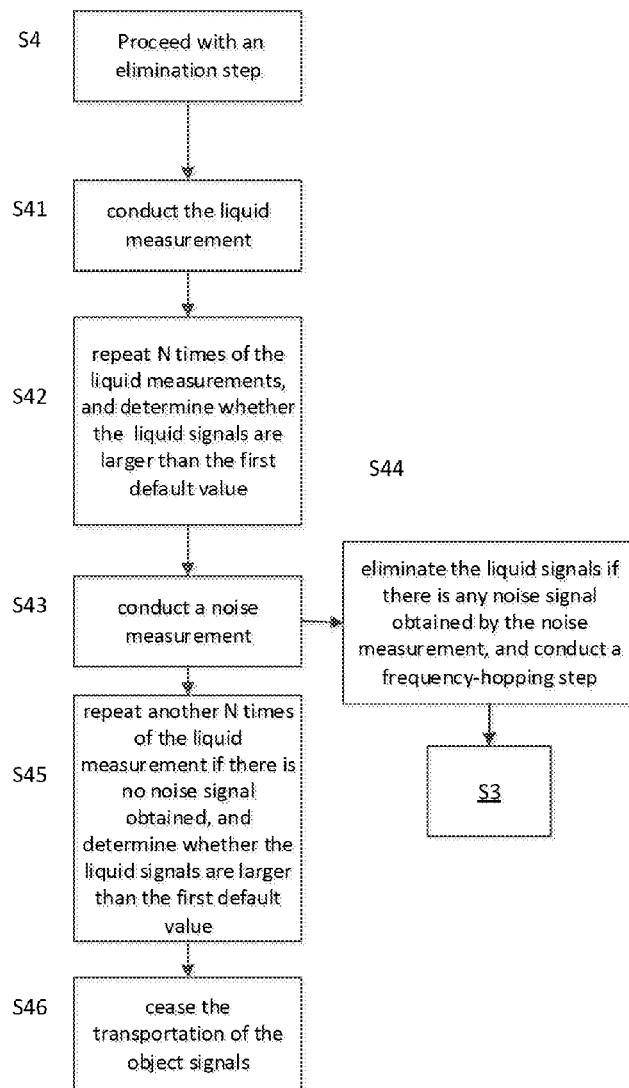 S4
Proceed with an
elimination step
S41
conduct the liquid
measurement
S42
repeat N times of the
liquid measurements,
and determine whether
the liquid signals are
larger than the first
default value
S43
conduct a noise
measurement
S44
eliminate the liquid signals if
there is any noise signal
obtained by the noise
measurement, and conduct a
frequency-hopping step
S3
S45
repeat another N times
of the liquid
measurement if there is
no noise signal
obtained, and
determine whether the
liquid signals are larger
than the first default
value
S46
cease the
transportation of the
object signals